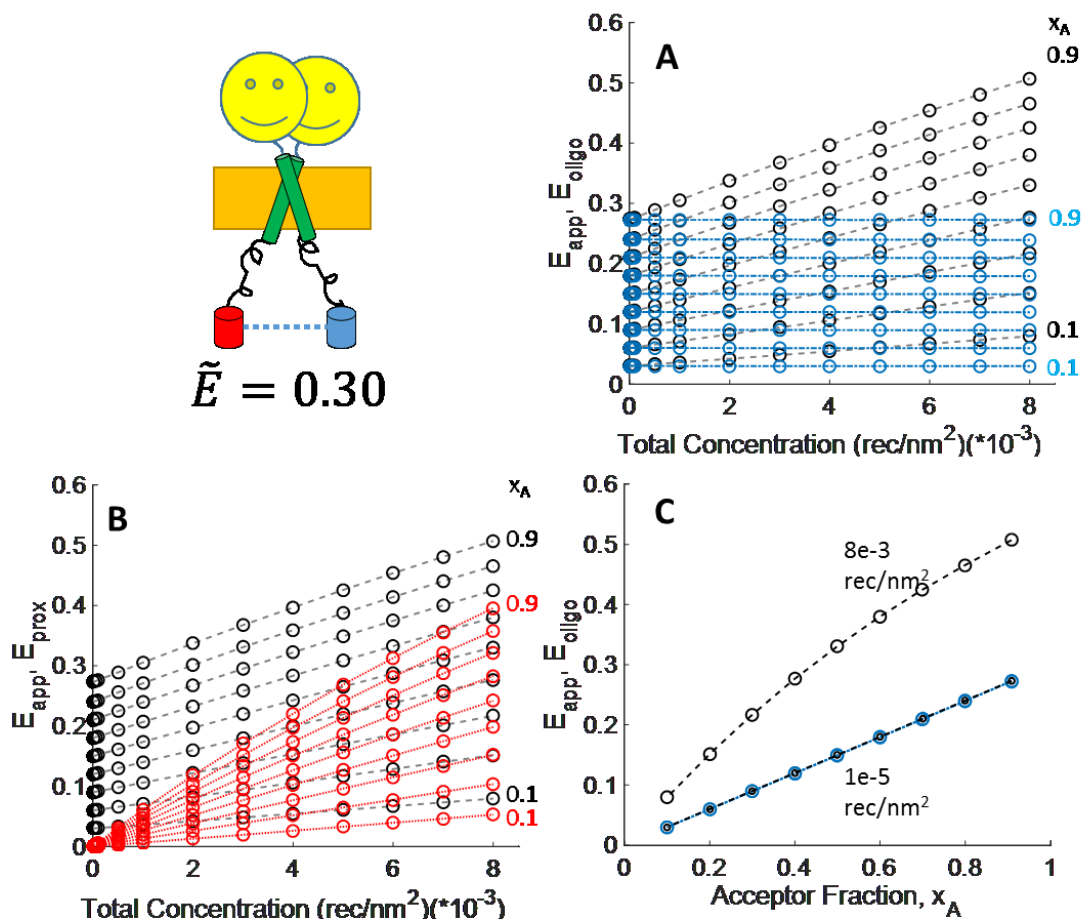 Ẽ = 0.30
A
x_A
0.9
0.9
0.1
0.1
0.6
0.5
0.4
0.3
0.2
0.1
0
E_app, E_oligo
0 2 4 6 8
Total Concentration (rec/nm²)(*10⁻³)
B
x_A
0.9
0.9
0.1
0.1
0.6
0.5
0.4
0.3
0.2
0.1
0
E_app, E_prox
0 2 4 6 8
Total Concentration (rec/nm²)(*10⁻³)
C
8e-3
rec/nm²
1e-5
rec/nm²
0.6
0.5
0.4
0.3
0.2
0.1
0
E_app, E_oligo
0 0.2 0.4 0.6 0.8 1
Acceptor Fraction, x_A